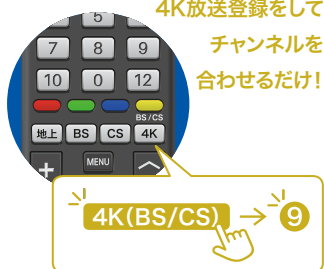 4K放送登録をして
チャンネルを
合わせるだけ!
5
7 8 9
10 0 12
BS/CS
地上 BS CS 4K
+ MENU
4K(BS/CS) → 9